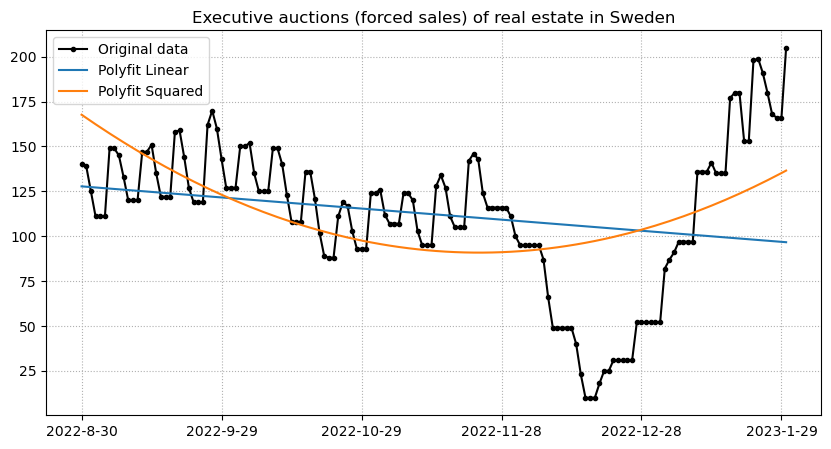 Executive auctions (forced sales) of real estate in Sweden
Original data
Polyfit Linear
Polyfit Squared
200
175
150
125
100
75
50
25
2022-8-30 2022-9-29 2022-10-29 2022-11-28 2022-12-28 2023-1-29